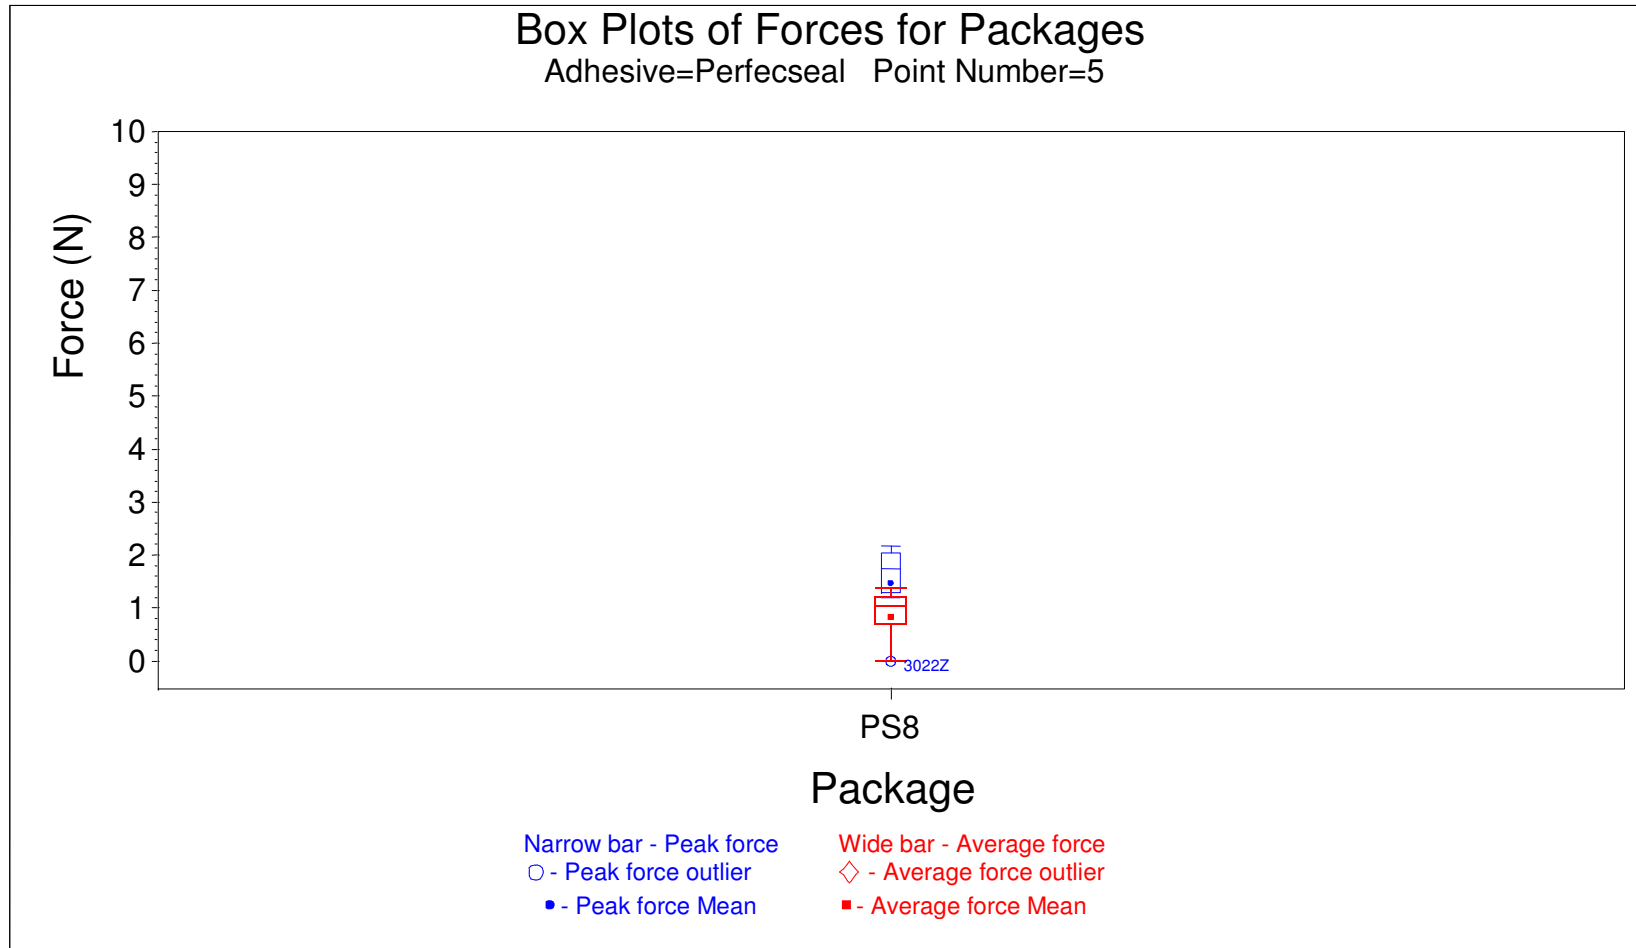 Box Plots of Forces for Packages
Adhesive=Perfecseal Point Number=5
Force (N)
10
9
8
7
6
5
4
3
2
1
0
3022Z
PS8
Package
Narrow bar - Peak force Wide bar - Average force
- Peak force outlier - Average force outlier
- Peak force Mean - Average force Mean